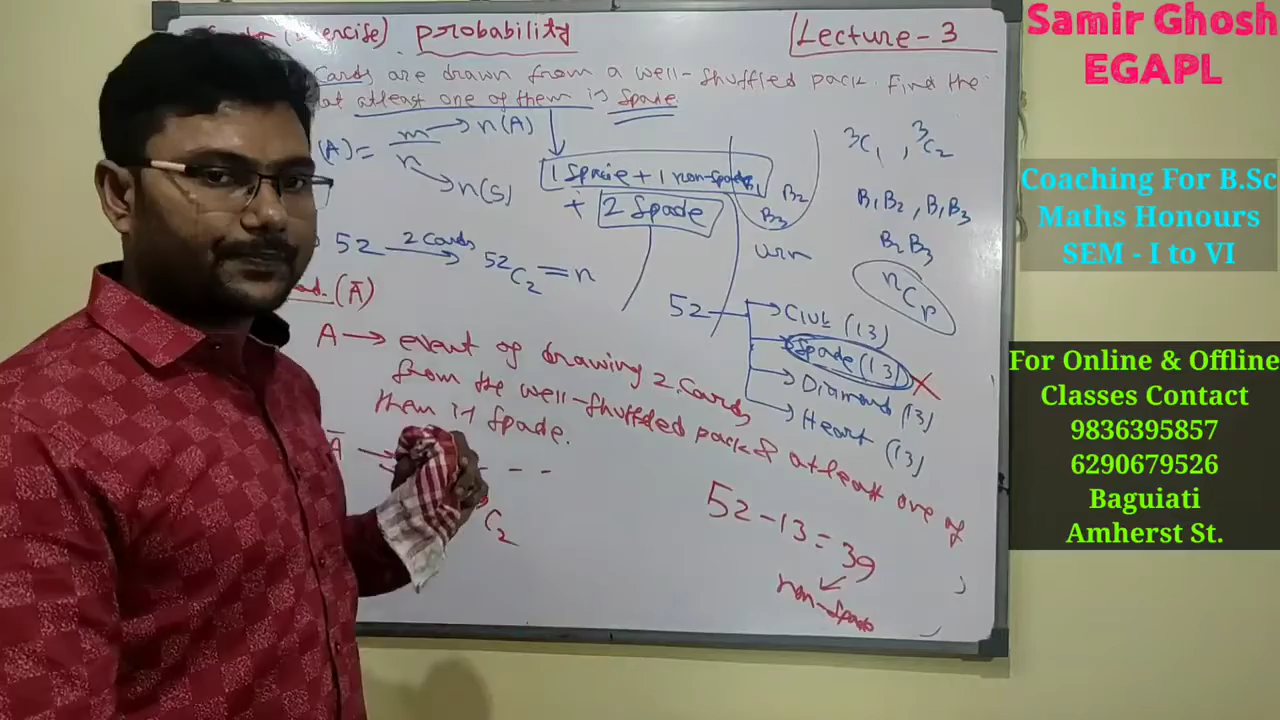 (Exercise). probability
Lecture-3
Cards are drawn from a well-shuffled pack. Find the
at atleast one of them is Spade.
(A) = m/n
n(A)
n(S)
1 Spade + 1 non-spade
+ 2 Spade
B1 B2
B3
urn
3C1 , 3C2
B1B2 , B1B3
B2B3
nCr
52 2 Cards 52C2 = n
52
Club (13)
Spade (13)
Diamond (13)
Heart (13)
(Ā)
A → event of drawing 2 Cards
from the well-shuffled pack & atleast one of
them is Spade.
Ā → - - -
C2
52-13=39
non-spade
Samir Ghosh
EGAPL
Coaching For B.Sc
Maths Honours
SEM - I to VI
For Online & Offline
Classes Contact
9836395857
6290679526
Baguiati
Amherst St.